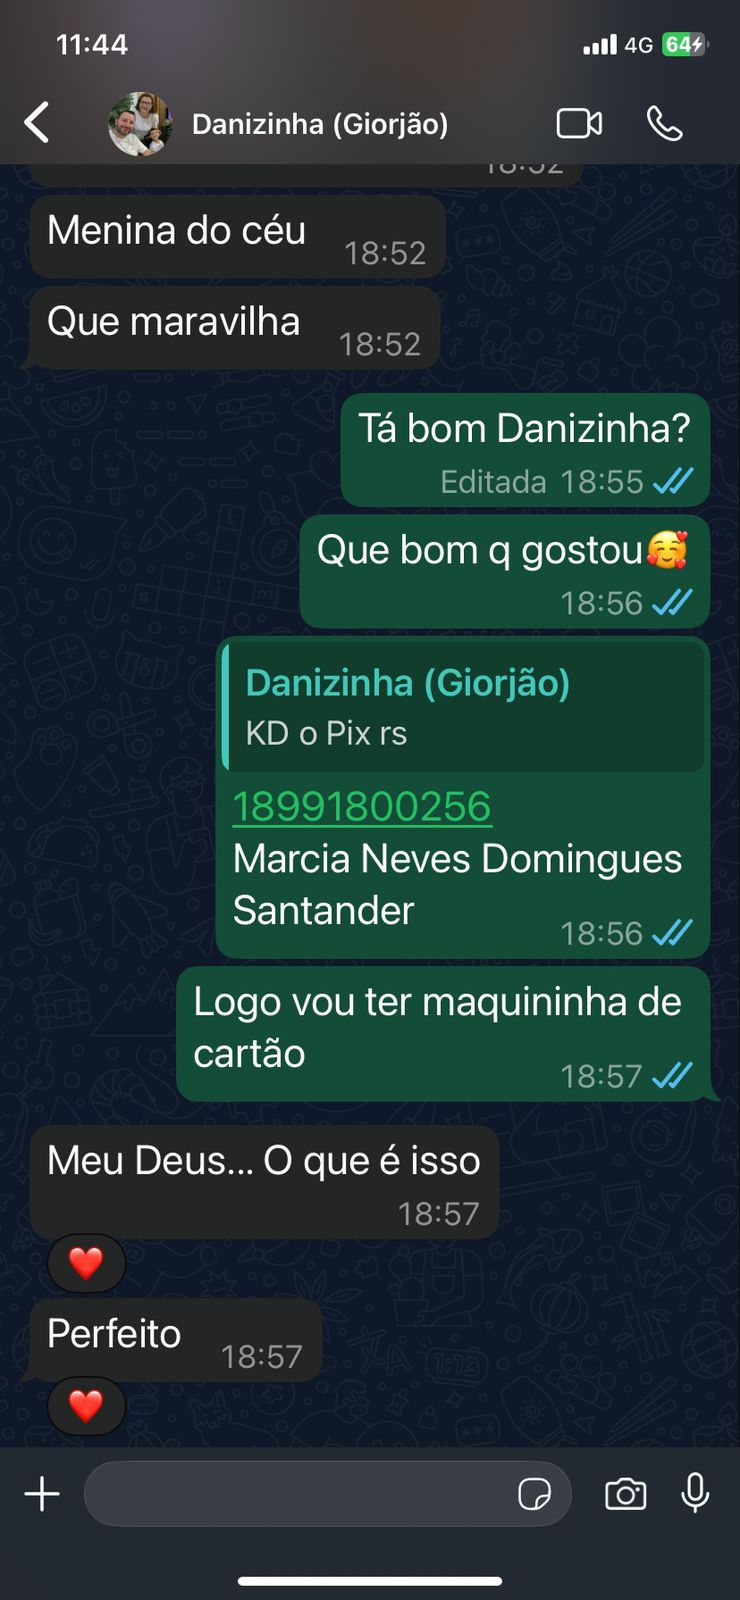 11:44
4G
64
Danizinha (Giorjão)
18:52
Menina do céu
18:52
Que maravilha
18:52
Tá bom Danizinha?
Editada 18:55
Que bom q gostou🥰
18:56
Danizinha (Giorjão)
KD o Pix rs
18991800256
Marcia Neves Domingues
Santander
18:56
Logo vou ter maquininha de
cartão
18:57
Meu Deus... O que é isso
18:57
❤️
Perfeito
18:57
❤️